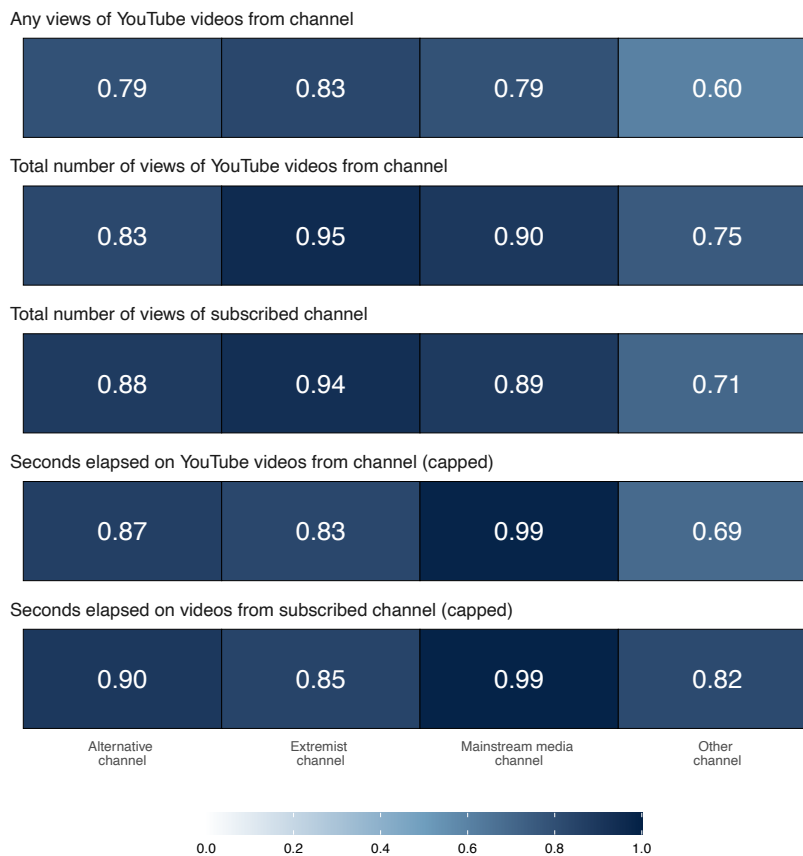 Any views of YouTube videos from channel
0.79 0.83 0.79 0.60
Total number of views of YouTube videos from channel
0.83 0.95 0.90 0.75
Total number of views of subscribed channel
0.88 0.94 0.89 0.71
Seconds elapsed on YouTube videos from channel (capped)
0.87 0.83 0.99 0.69
Seconds elapsed on videos from subscribed channel (capped)
0.90 0.85 0.99 0.82
Alternative Extremist Mainstream media Other
channel channel channel channel
0.0 0.2 0.4 0.6 0.8 1.0